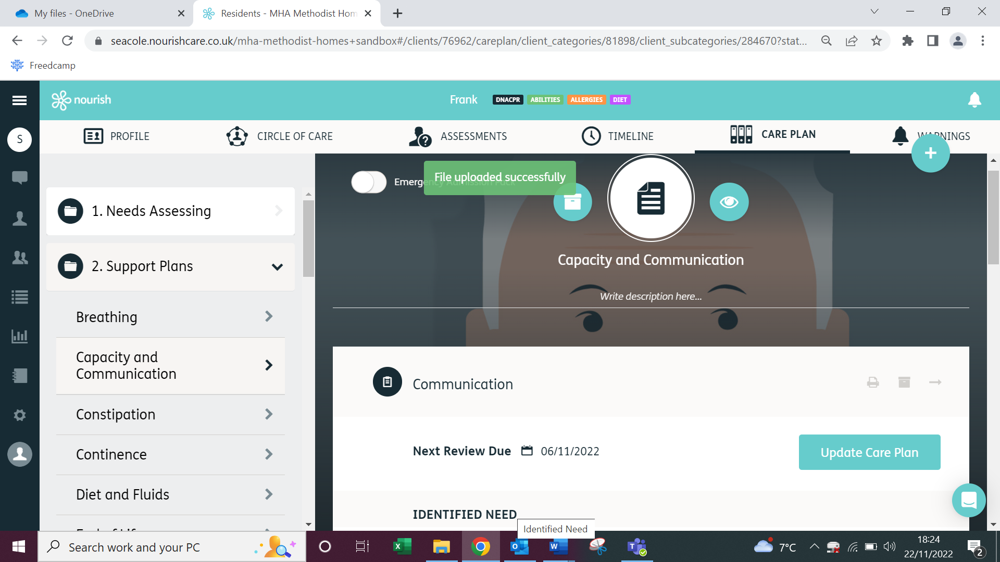 My files - OneDrive
Residents - MHA Methodist Hom
seacole.nourishcare.co.uk/mha-methodist-homes+sandbox#/clients/76962/careplan/client_categories/81898/client_subcategories/284670?stat...
Freedcamp
nourish
Frank
DNACPR ABILITIES ALLERGIES DIET
S
PROFILE
CIRCLE OF CARE
ASSESSMENTS
TIMELINE
CARE PLAN
WARNINGS
1. Needs Assessing
2. Support Plans
Breathing
Capacity and
Communication
Constipation
Continence
Diet and Fluids
Emergency Admission Pack
File uploaded successfully
Capacity and Communication
Write description here...
Communication
Next Review Due 06/11/2022
Update Care Plan
IDENTIFIED NEED
Identified Need
Search work and your PC
7°C
18:24
22/11/2022
2